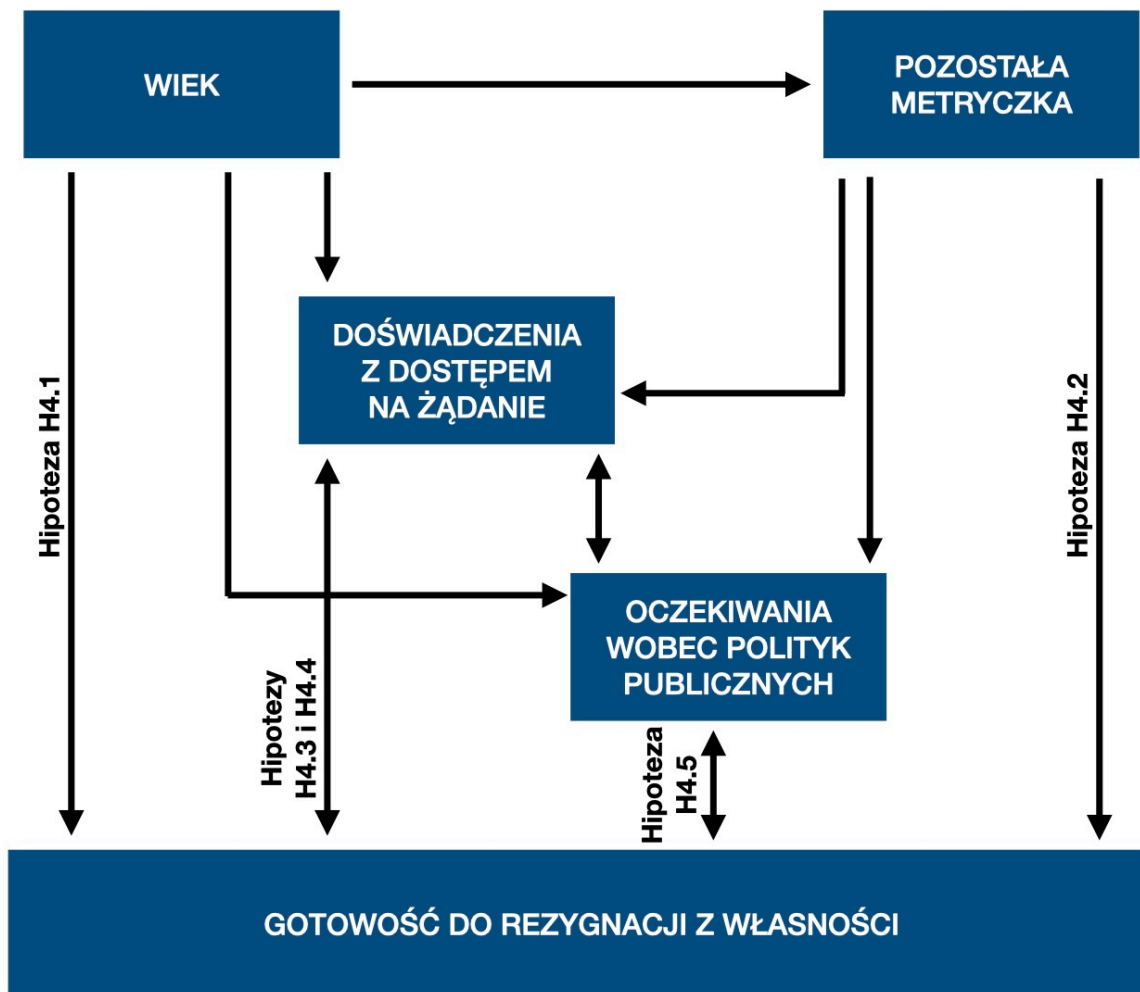 WIEK
POZOSTAŁA
METRYCZKA
DOŚWIADCZENIA
Z DOSTĘPEM
NA ŻĄDANIE
Hipoteza H4.1
Hipoteza H4.2
OCZEKIWANIA
WOBEC POLITYK
PUBLICZNYCH
Hipotezy
H4.3 i H4.4
Hipoteza
H4.5
GOTOWOŚĆ DO REZYGNACJI Z WŁASNOŚCI